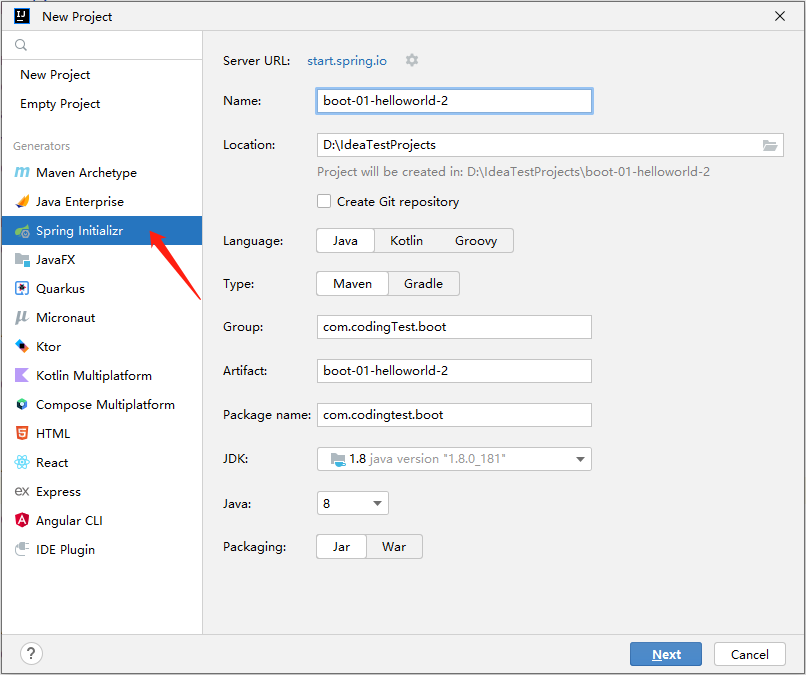 New Project
New Project
Empty Project
Generators
Maven Archetype
Java Enterprise
Spring Initializr
JavaFX
Quarkus
Micronaut
Ktor
Kotlin Multiplatform
Compose Multiplatform
HTML
React
Express
Angular CLI
IDE Plugin
Server URL: start.spring.io
Name: boot-01-helloworld-2
Location: D:\IdeaTestProjects
Project will be created in: D:\IdeaTestProjects\boot-01-helloworld-2
Create Git repository
Language: Java Kotlin Groovy
Type: Maven Gradle
Group: com.codingTest.boot
Artifact: boot-01-helloworld-2
Package name: com.codingtest.boot
JDK: 1.8 java version "1.8.0_181"
Java: 8
Packaging: Jar War
? Next Cancel